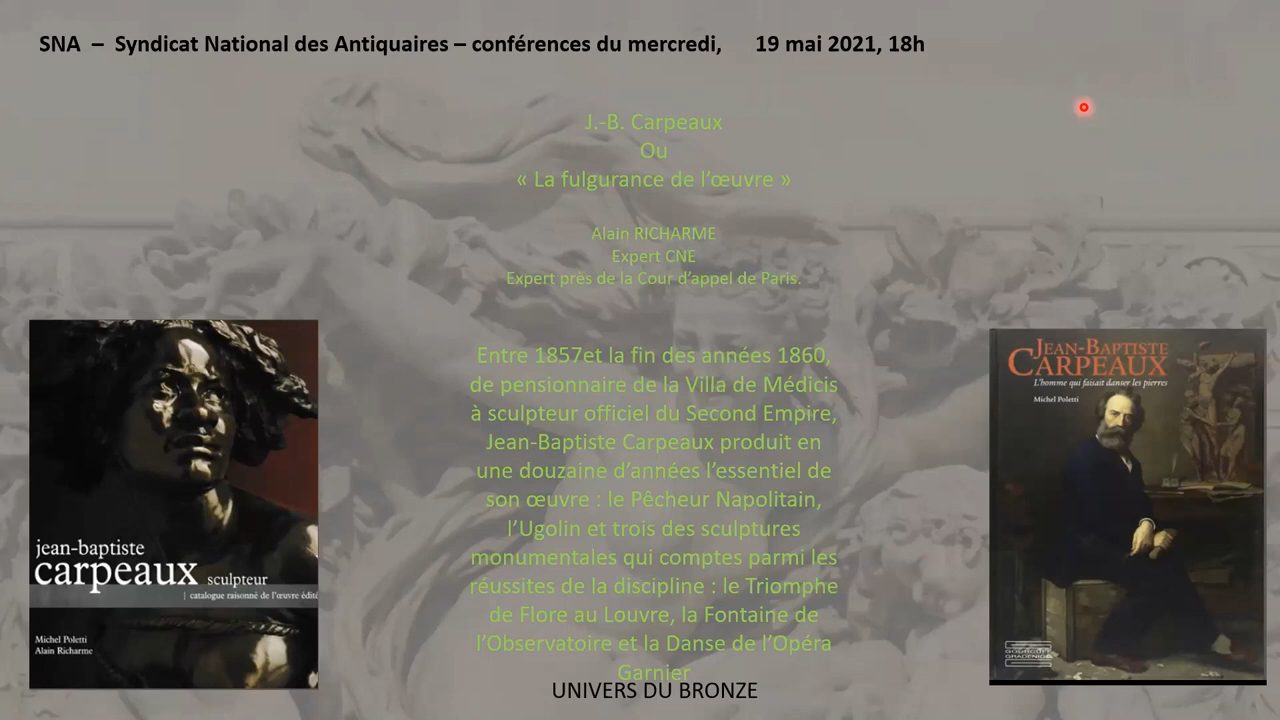 SNA – Syndicat National des Antiquaires – conférences du mercredi, 19 mai 2021, 18h
J.-B. Carpeaux
Ou
« La fulgurance de l'œuvre »
Alain RICHARME
Expert CNE
Expert près de la Cour d'appel de Paris.
Entre 1857et la fin des années 1860,
de pensionnaire de la Villa de Médicis
à sculpteur officiel du Second Empire,
Jean-Baptiste Carpeaux produit en
une douzaine d'années l'essentiel de
son œuvre : le Pêcheur Napolitain,
l'Ugolin et trois des sculptures
monumentales qui comptes parmi les
réussites de la discipline : le Triomphe
de Flore au Louvre, la Fontaine de
l'Observatoire et la Danse de l'Opéra
Garnier
UNIVERS DU BRONZE
jean-baptiste
carpeaux sculpteur
| catalogue raisonné de l'œuvre édité
Michel Poletti
Alain Richarme
JEAN-BAPTISTE
CARPEAUX
L'homme qui faisait danser les pierres
Michel Poletti